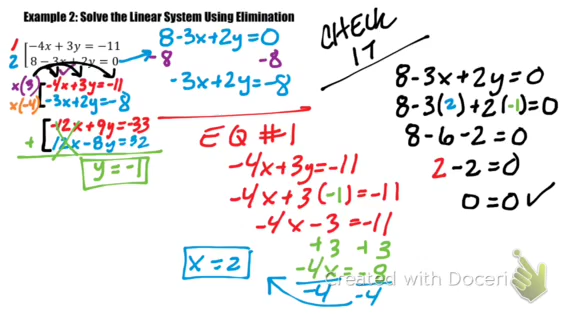 Example 2: Solve the Linear System Using Elimination
1 −4x + 3y = −11
2 8 − 3x + 2y = 0
8-3x+2y=0
-8 -8
-3x+2y=-8
x(3) -4x+3y=-11
x(-4) -3x+2y=-8
-12x+9y=-33
+ 12x-8y=32
y=-1
EQ #1
-4x+3y=-11
-4x+3(-1)=-11
-4x-3=-11
+3 +3
-4x=-8
-4 -4
x=2
CHECK
IT
8-3x+2y=0
8-3(2)+2(-1)=0
8-6-2=0
2-2=0
0=0✓
Created with Doceri